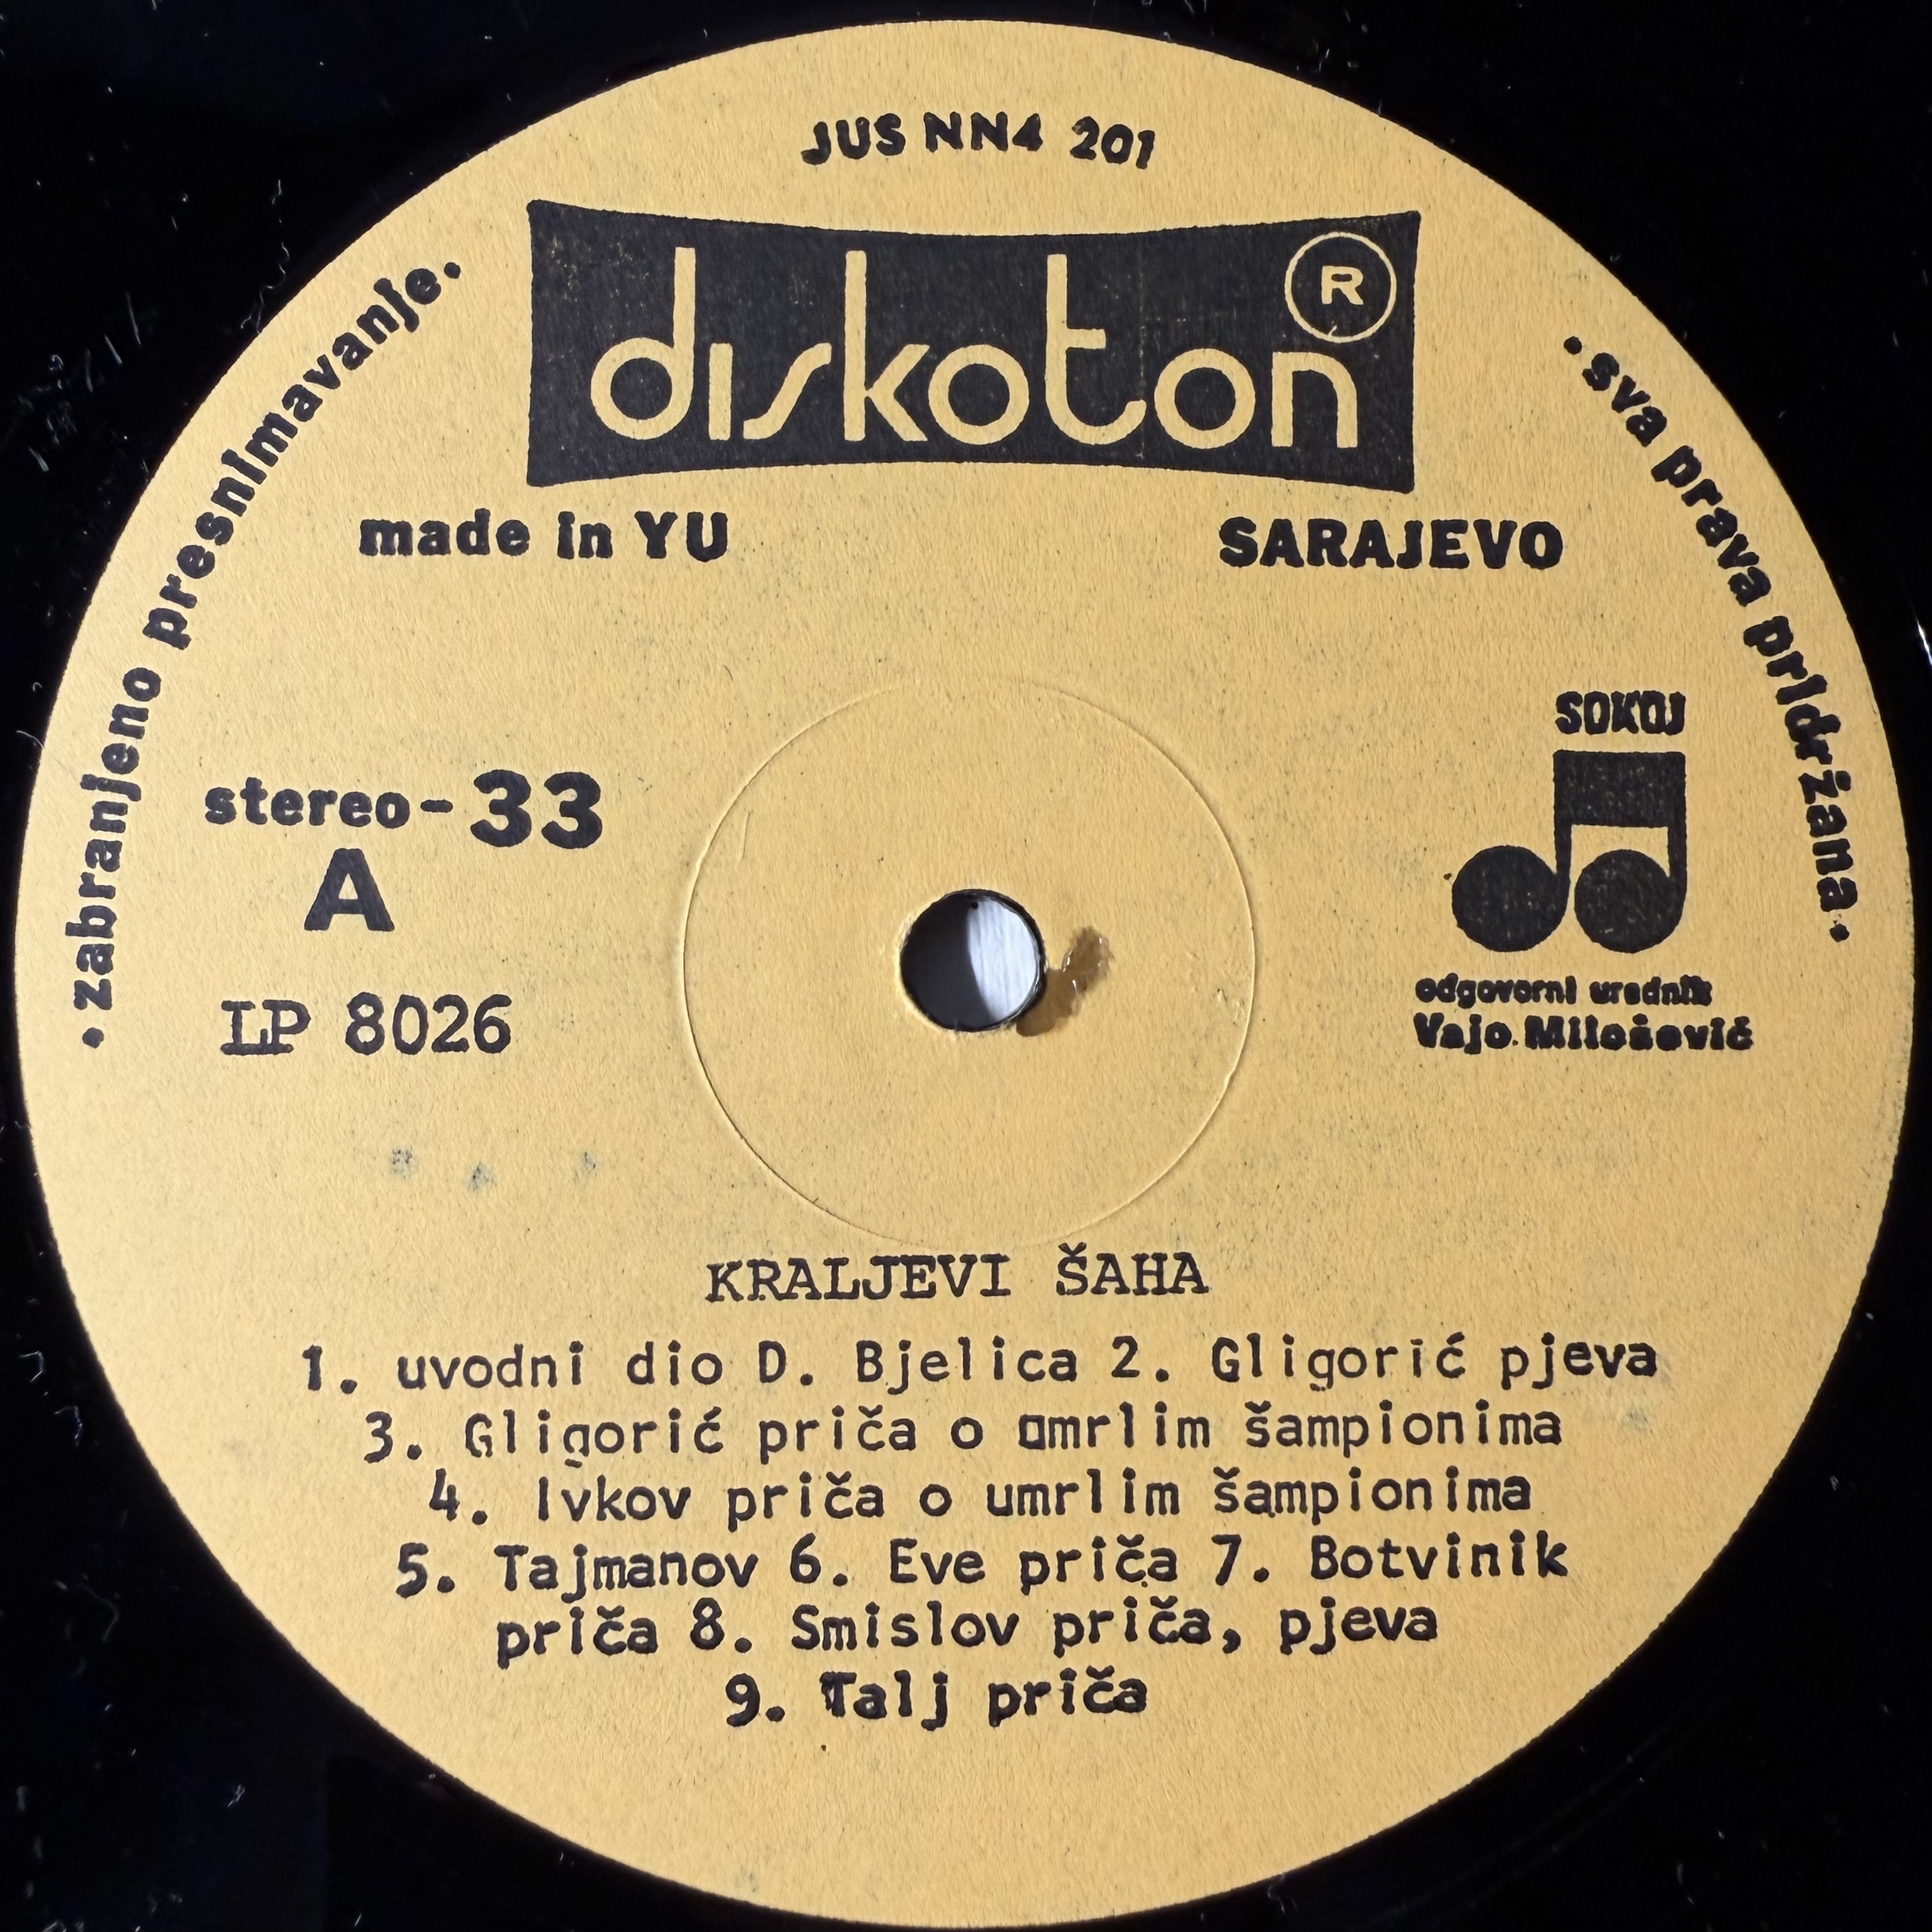 JUS NN4 201
diskoton ®
made in YU
SARAJEVO
•zabranjeno presnimavanje•
•sva prava pridržana•
stereo-33
A
LP 8026
SOKOJ
odgovorni urednik
Vajo Milošević
KRALJEVI ŠAHA
1. uvodni dio D. Bjelica 2. Gligorić pjeva
3. Gligorić priča o umrlim šampionima
4. Ivkov priča o umrlim šampionima
5. Tajmanov 6. Eve priča 7. Botvinik
priča 8. Smislov priča, pjeva
9. Talj priča